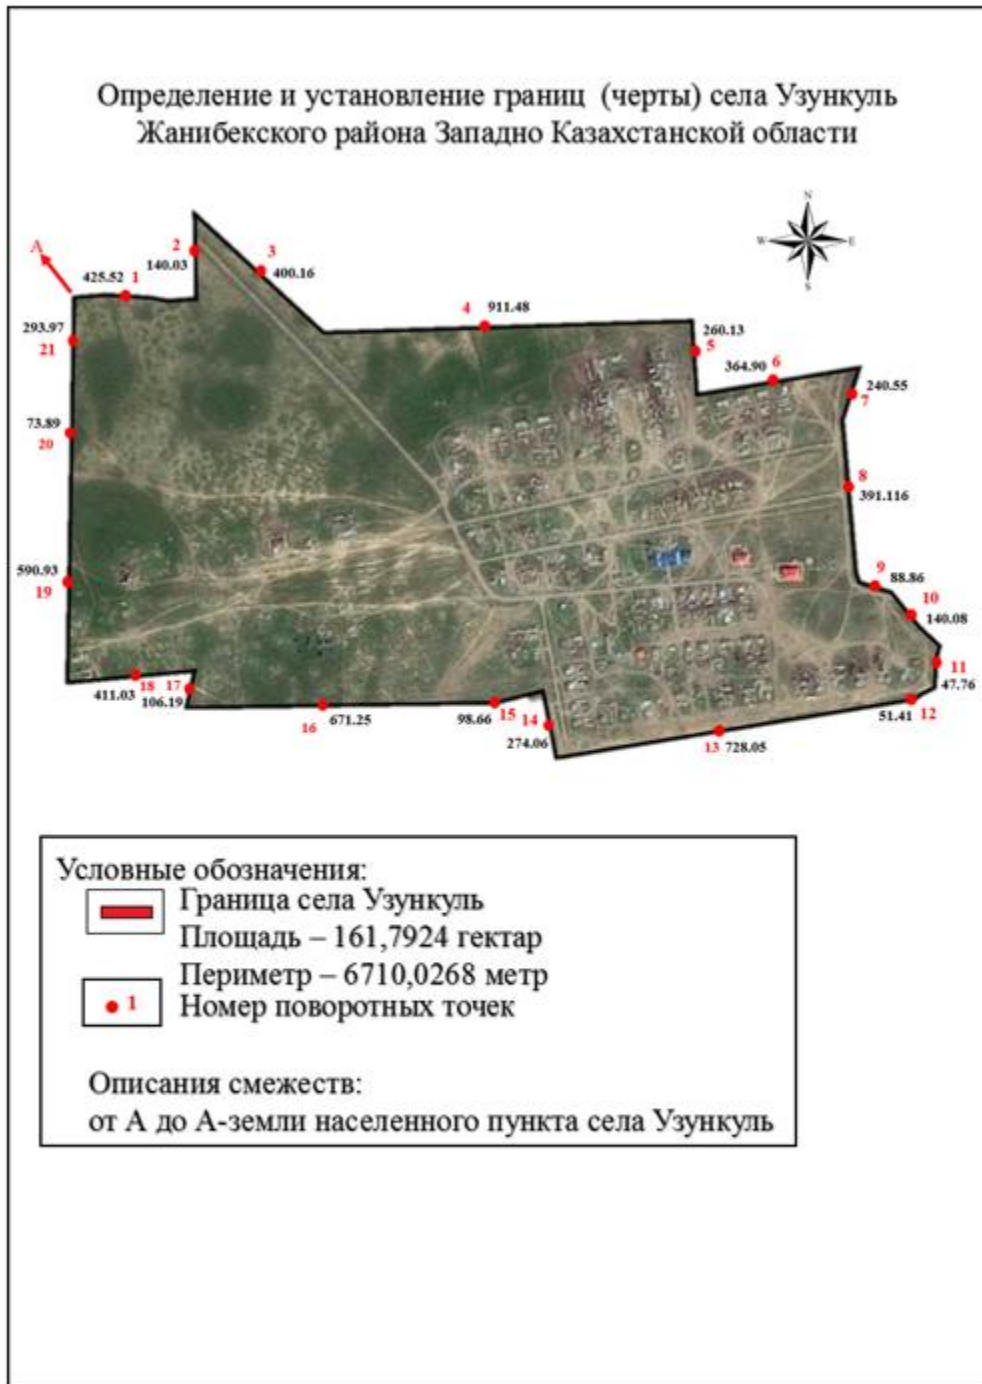 Определение и установление границ (черты) села Узункуль
Жанибекского района Западно Казахстанской области
N
W E
S
A
425.52 1
2
140.03
3
400.16
4 911.48
260.13
5
364.90 6
240.55
7
8
391.116
9
88.86
10
140.08
11
47.76
51.41 12
13 728.05
14
274.06
98.66 15
16 671.25
17
106.19
18
411.03
590.93
19
73.89
20
293.97
21
Условные обозначения:
Граница села Узункуль
Площадь – 161,7924 гектар
Периметр – 6710,0268 метр
1 Номер поворотных точек
Описания смежеств:
от А до А-земли населенного пункта села Узункуль